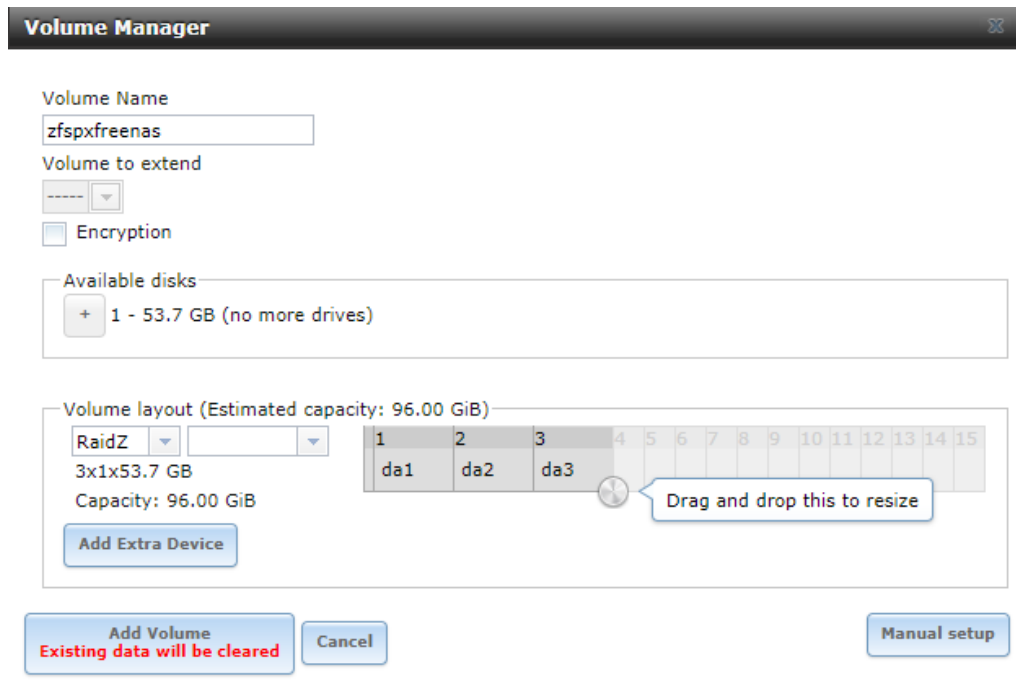 Volume Manager
Volume Name
zfspxfreenas
Volume to extend
-----
Encryption
Available disks
+ 1 - 53.7 GB (no more drives)
Volume layout (Estimated capacity: 96.00 GiB)
RaidZ
1 2 3 4 5 6 7 8 9 10 11 12 13 14 15
da1 da2 da3
3x1x53.7 GB
Capacity: 96.00 GiB
Drag and drop this to resize
Add Extra Device
Add Volume
Existing data will be cleared
Cancel
Manual setup